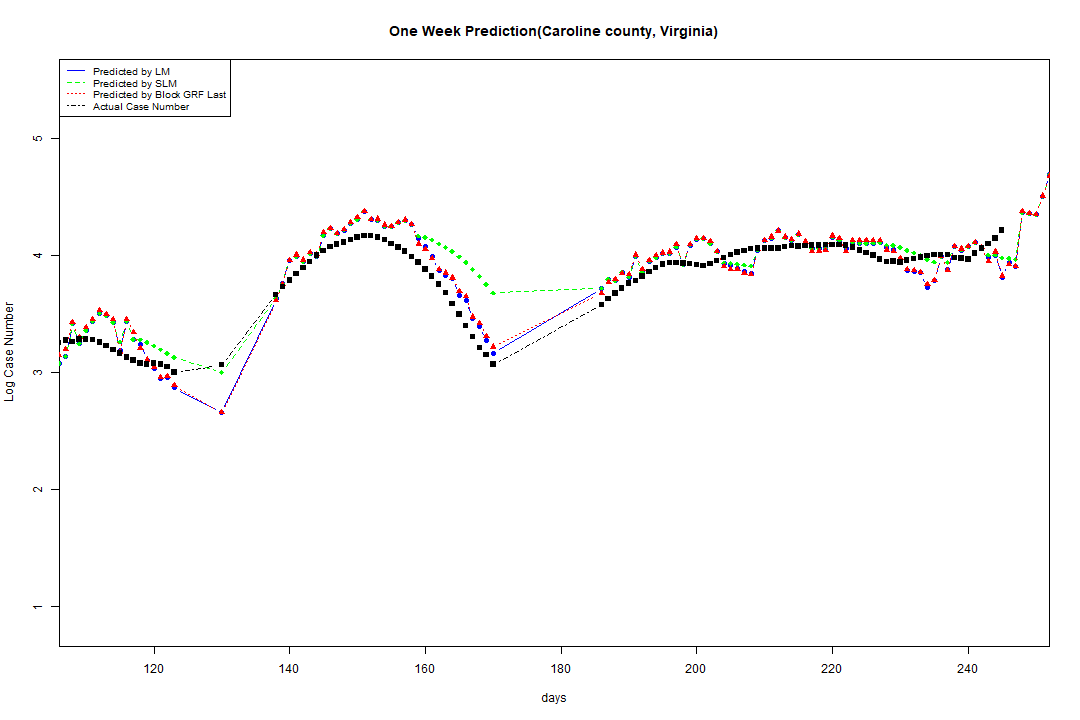 One Week Prediction(Caroline county, Virginia)
Predicted by LM
Predicted by SLM
Predicted by Block GRF Last
Actual Case Number
5
4
3
2
1
Log Case Number
120 140 160 180 200 220 240
days